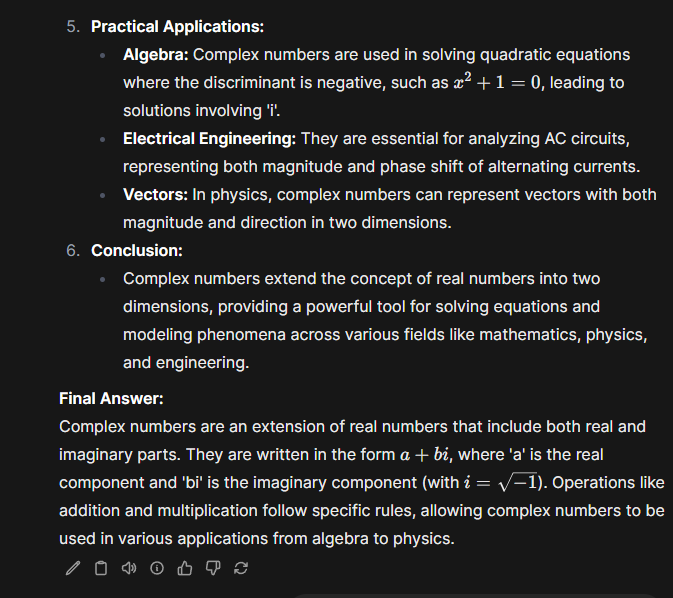 5. Practical Applications:
• Algebra: Complex numbers are used in solving quadratic equations
where the discriminant is negative, such as x² + 1 = 0, leading to
solutions involving 'i'.
• Electrical Engineering: They are essential for analyzing AC circuits,
representing both magnitude and phase shift of alternating currents.
• Vectors: In physics, complex numbers can represent vectors with both
magnitude and direction in two dimensions.
6. Conclusion:
• Complex numbers extend the concept of real numbers into two
dimensions, providing a powerful tool for solving equations and
modeling phenomena across various fields like mathematics, physics,
and engineering.
Final Answer:
Complex numbers are an extension of real numbers that include both real and
imaginary parts. They are written in the form a + bi, where 'a' is the real
component and 'bi' is the imaginary component (with i = √−1). Operations like
addition and multiplication follow specific rules, allowing complex numbers to be
used in various applications from algebra to physics.